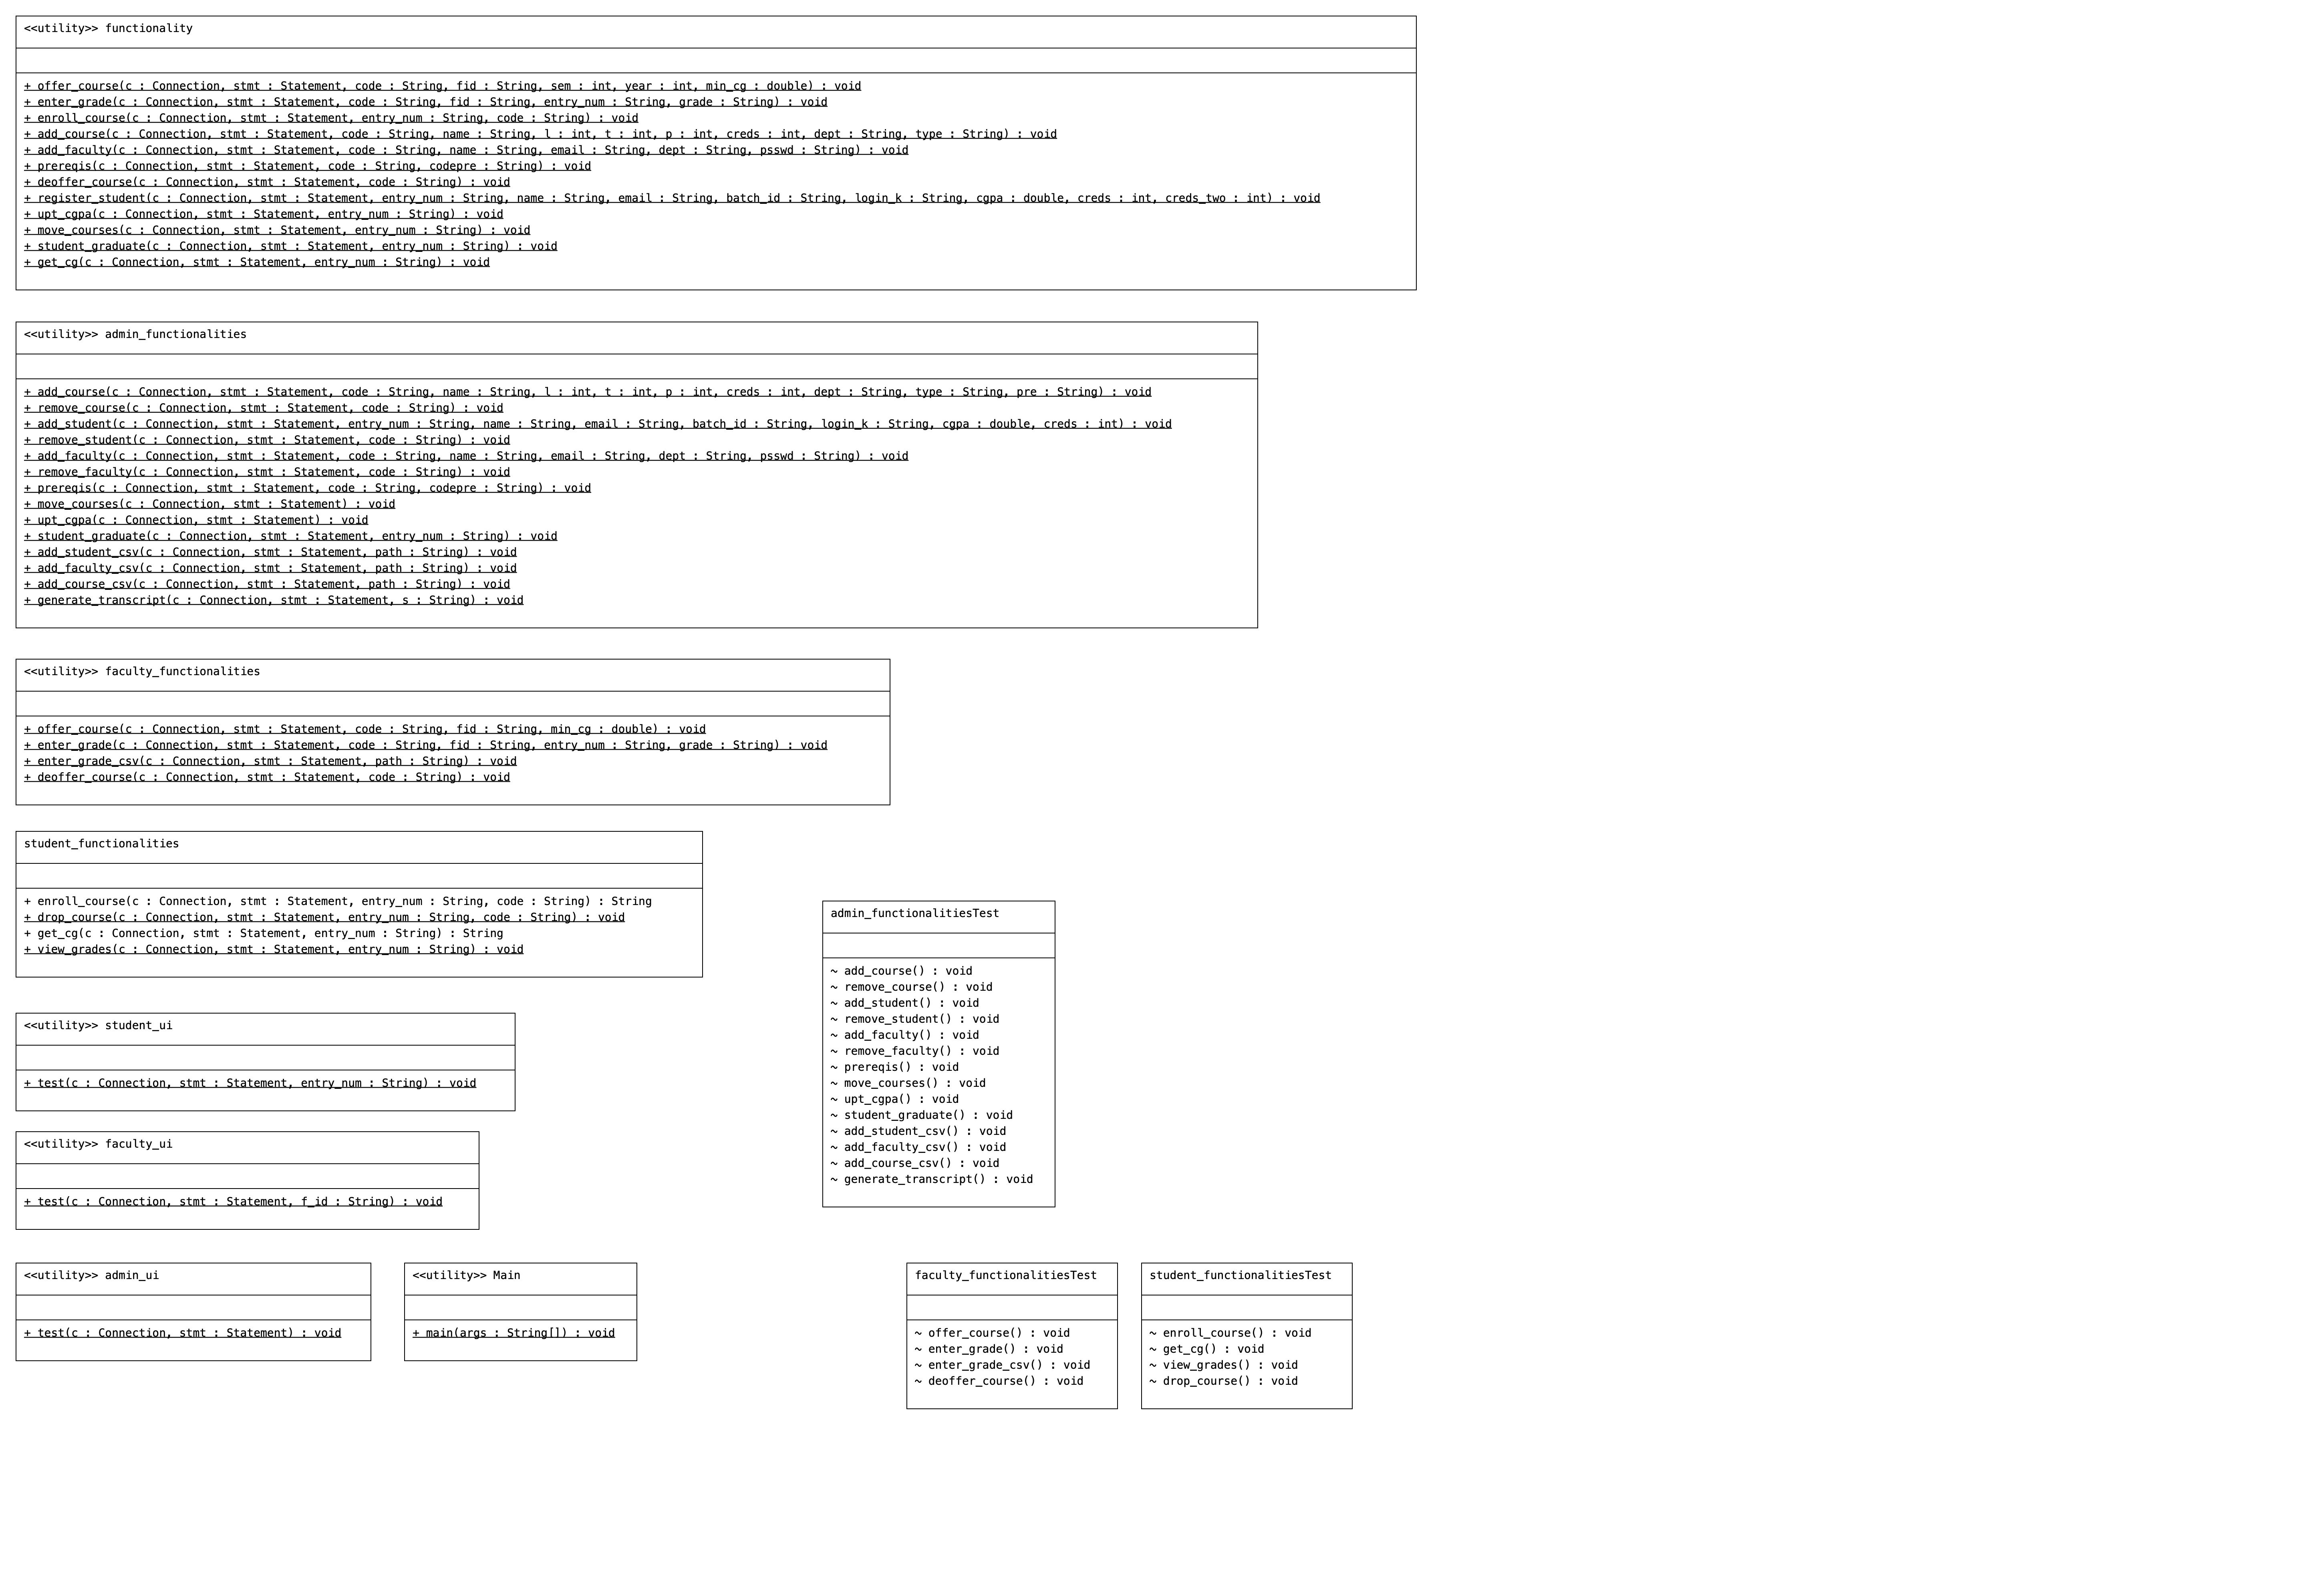 <<utility>> functionality
+ offer_course(c : Connection, stmt : Statement, code : String, fid : String, sem : int, year : int, min_cg : double) : void
+ enter_grade(c : Connection, stmt : Statement, code : String, fid : String, entry_num : String, grade : String) : void
+ enroll_course(c : Connection, stmt : Statement, entry_num : String, code : String) : void
+ add_course(c : Connection, stmt : Statement, code : String, name : String, l : int, t : int, p : int, creds : int, dept : String, type : String) : void
+ add_faculty(c : Connection, stmt : Statement, code : String, name : String, email : String, dept : String, psswd : String) : void
+ prereqis(c : Connection, stmt : Statement, code : String, codepre : String) : void
+ deoffer_course(c : Connection, stmt : Statement, code : String) : void
+ register_student(c : Connection, stmt : Statement, entry_num : String, name : String, email : String, batch_id : String, login_k : String, cgpa : double, creds : int, creds_two : int) : void
+ upt_cgpa(c : Connection, stmt : Statement, entry_num : String) : void
+ move_courses(c : Connection, stmt : Statement, entry_num : String) : void
+ student_graduate(c : Connection, stmt : Statement, entry_num : String) : void
+ get_cg(c : Connection, stmt : Statement, entry_num : String) : void
<<utility>> admin_functionalities
+ add_course(c : Connection, stmt : Statement, code : String, name : String, l : int, t : int, p : int, creds : int, dept : String, type : String, pre : String) : void
+ remove_course(c : Connection, stmt : Statement, code : String) : void
+ add_student(c : Connection, stmt : Statement, entry_num : String, name : String, email : String, batch_id : String, login_k : String, cgpa : double, creds : int) : void
+ remove_student(c : Connection, stmt : Statement, code : String) : void
+ add_faculty(c : Connection, stmt : Statement, code : String, name : String, email : String, dept : String, psswd : String) : void
+ remove_faculty(c : Connection, stmt : Statement, code : String) : void
+ prereqis(c : Connection, stmt : Statement, code : String, codepre : String) : void
+ move_courses(c : Connection, stmt : Statement) : void
+ upt_cgpa(c : Connection, stmt : Statement) : void
+ student_graduate(c : Connection, stmt : Statement, entry_num : String) : void
+ add_student_csv(c : Connection, stmt : Statement, path : String) : void
+ add_faculty_csv(c : Connection, stmt : Statement, path : String) : void
+ add_course_csv(c : Connection, stmt : Statement, path : String) : void
+ generate_transcript(c : Connection, stmt : Statement, s : String) : void
<<utility>> faculty_functionalities
+ offer_course(c : Connection, stmt : Statement, code : String, fid : String, min_cg : double) : void
+ enter_grade(c : Connection, stmt : Statement, code : String, fid : String, entry_num : String, grade : String) : void
+ enter_grade_csv(c : Connection, stmt : Statement, path : String) : void
+ deoffer_course(c : Connection, stmt : Statement, code : String) : void
student_functionalities
+ enroll_course(c : Connection, stmt : Statement, entry_num : String, code : String) : String
+ drop_course(c : Connection, stmt : Statement, entry_num : String, code : String) : void
+ get_cg(c : Connection, stmt : Statement, entry_num : String) : String
+ view_grades(c : Connection, stmt : Statement, entry_num : String) : void
admin_functionalitiesTest
~ add_course() : void
~ remove_course() : void
~ add_student() : void
~ remove_student() : void
~ add_faculty() : void
~ remove_faculty() : void
~ prereqis() : void
~ move_courses() : void
~ upt_cgpa() : void
~ student_graduate() : void
~ add_student_csv() : void
~ add_faculty_csv() : void
~ add_course_csv() : void
~ generate_transcript() : void
<<utility>> student_ui
+ test(c : Connection, stmt : Statement, entry_num : String) : void
<<utility>> faculty_ui
+ test(c : Connection, stmt : Statement, f_id : String) : void
<<utility>> admin_ui
+ test(c : Connection, stmt : Statement) : void
<<utility>> Main
+ main(args : String[]) : void
faculty_functionalitiesTest
~ offer_course() : void
~ enter_grade() : void
~ enter_grade_csv() : void
~ deoffer_course() : void
student_functionalitiesTest
~ enroll_course() : void
~ get_cg() : void
~ view_grades() : void
~ drop_course() : void